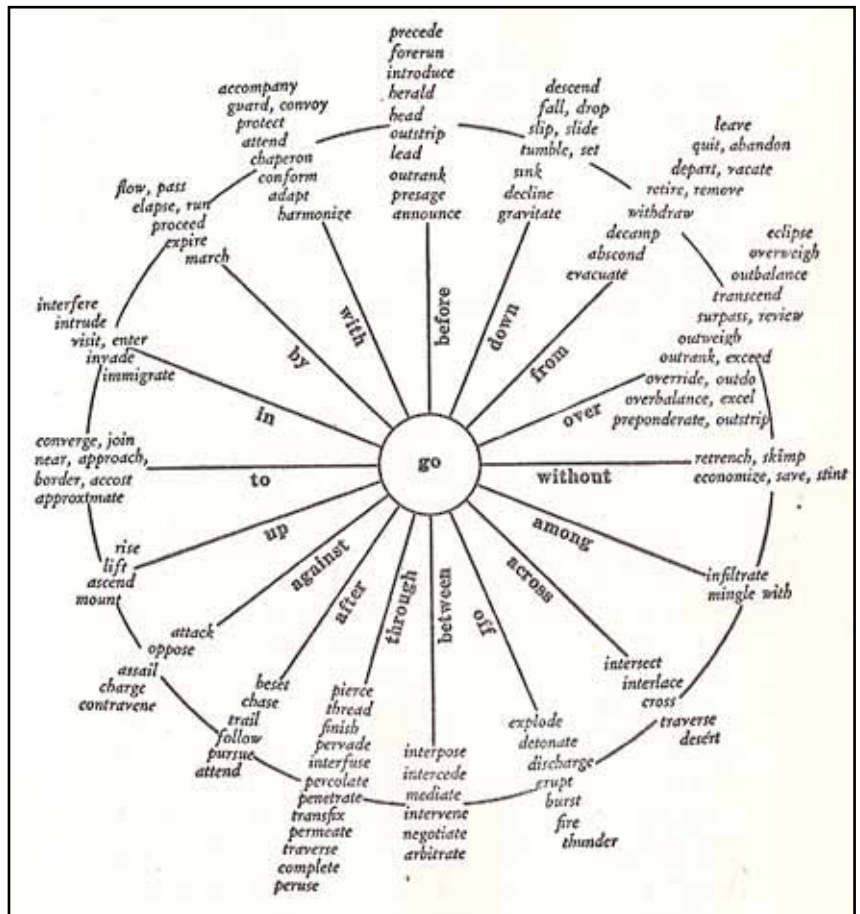 precede
forerun
introduce
herald
head
outstrip
lead
outrank
presage
announce
before
descend
fall, drop
slip, slide
tumble, set
sink
decline
gravitate
down
leave
quit, abandon
depart, vacate
retire, remove
withdraw
decamp
abscond
evacuate
from
eclipse
overweigh
outbalance
transcend
surpass, review
outweigh
outrank, exceed
override, outdo
overbalance, excel
preponderate, outstrip
over
retrench, skimp
economize, save, stint
without
infiltrate
mingle with
among
intersect
interlace
cross
traverse
desert
across
explode
detonate
discharge
erupt
burst
fire
thunder
off
interpose
intercede
mediate
intervene
negotiate
arbitrate
between
pierce
thread
finish
pervade
interfuse
percolate
penetrate
transfix
permeate
traverse
complete
peruse
through
beset
chase
trail
follow
pursue
attend
after
attack
oppose
assail
charge
contravene
against
rise
lift
ascend
mount
up
converge, join
near, approach,
border, accost
approximate
to
interfere
intrude
visit, enter
invade
immigrate
in
flow, pass
elapse, run
proceed
expire
march
by
accompany
guard, convoy
protect
attend
chaperon
conform
adapt
harmonize
with
go